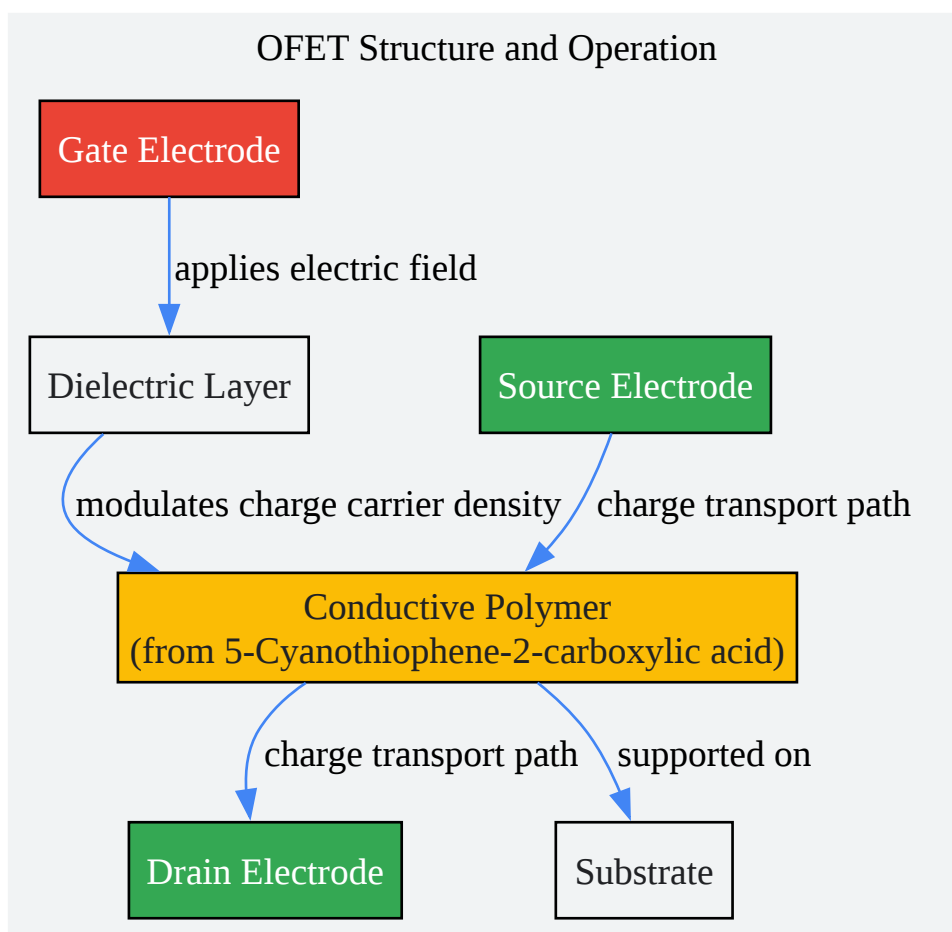 OFET Structure and Operation
Gate Electrode
applies electric field
Dielectric Layer
Source Electrode
modulates charge carrier density
charge transport path
Conductive Polymer
(from 5-Cyanothiophene-2-carboxylic acid)
charge transport path
supported on
Drain Electrode
Substrate